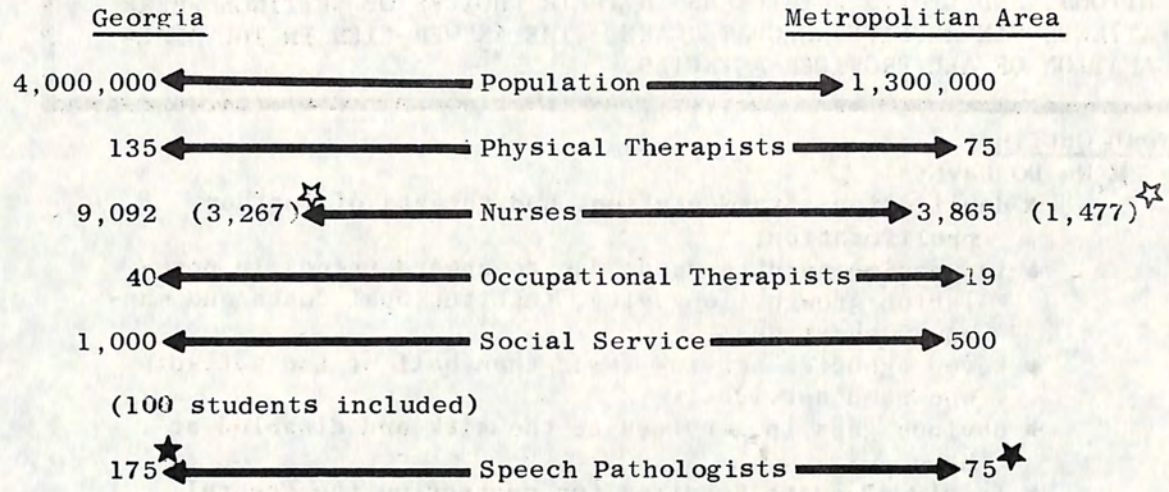 Georgia Metropolitan Area
4,000,000 Population 1,300,000
135 Physical Therapists 75
9,092 (3,267) Nurses 3,865 (1,477)
40 Occupational Therapists 19
1,000 Social Service 500
(100 students included)
175 Speech Pathologists 75